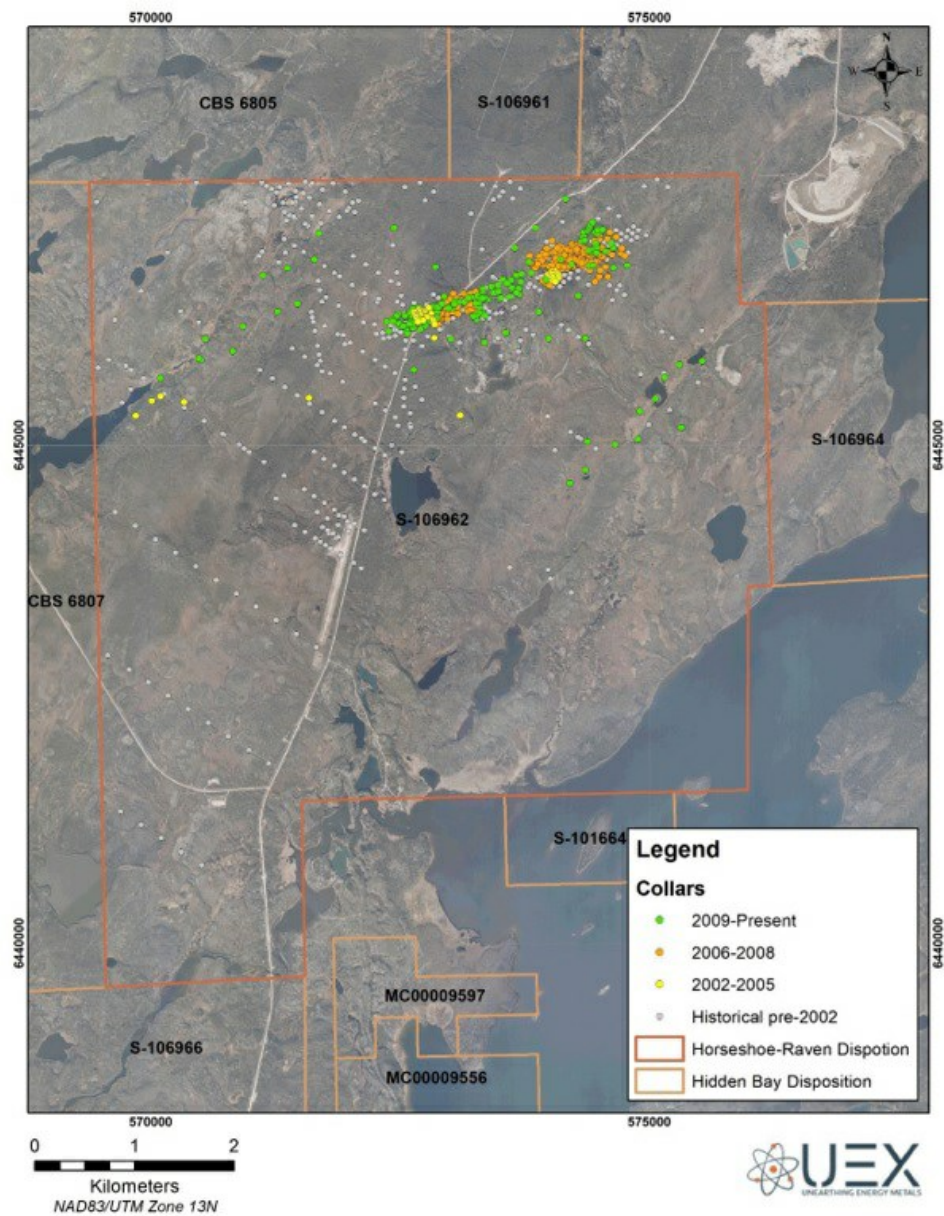 570000
575000
N
W E
S
CBS 6805
S-106961
6445000
S-106964
6445000
S-106962
CBS 6807
S-101664
Legend
Collars
2009-Present
2006-2008
2002-2005
Historical pre-2002
Horseshoe-Raven Dispotion
Hidden Bay Disposition
6440000
6440000
MC00009597
S-106966
MC00009556
570000
575000
0 1 2
Kilometers
NAD83/UTM Zone 13N
UEX
UNEARTHING ENERGY METALS